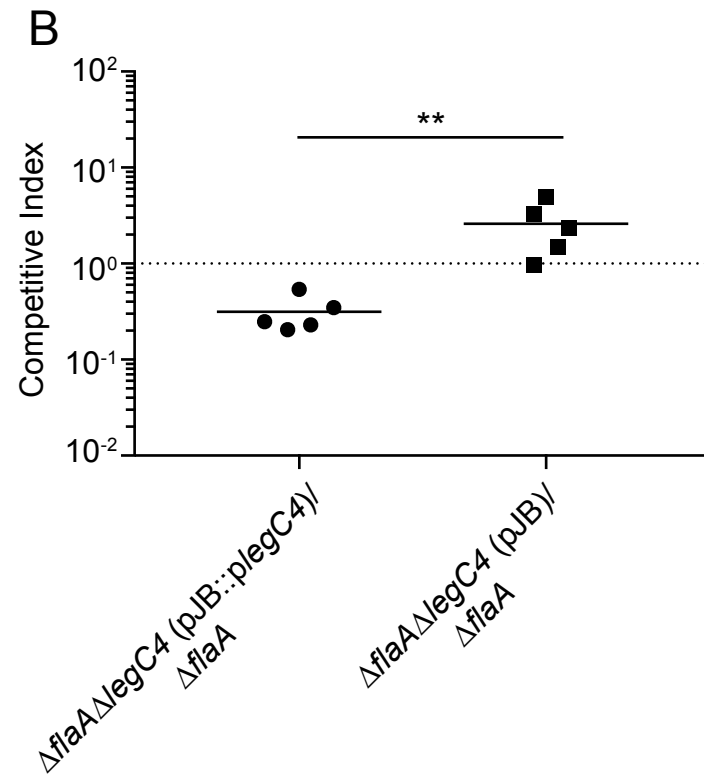 B
10²
**
10¹
Competitive Index
10⁰
10⁻¹
10⁻²
ΔflaAΔlegC4 (pJB::plegC4)/
ΔflaA
ΔflaAΔlegC4 (pJB)/
ΔflaA